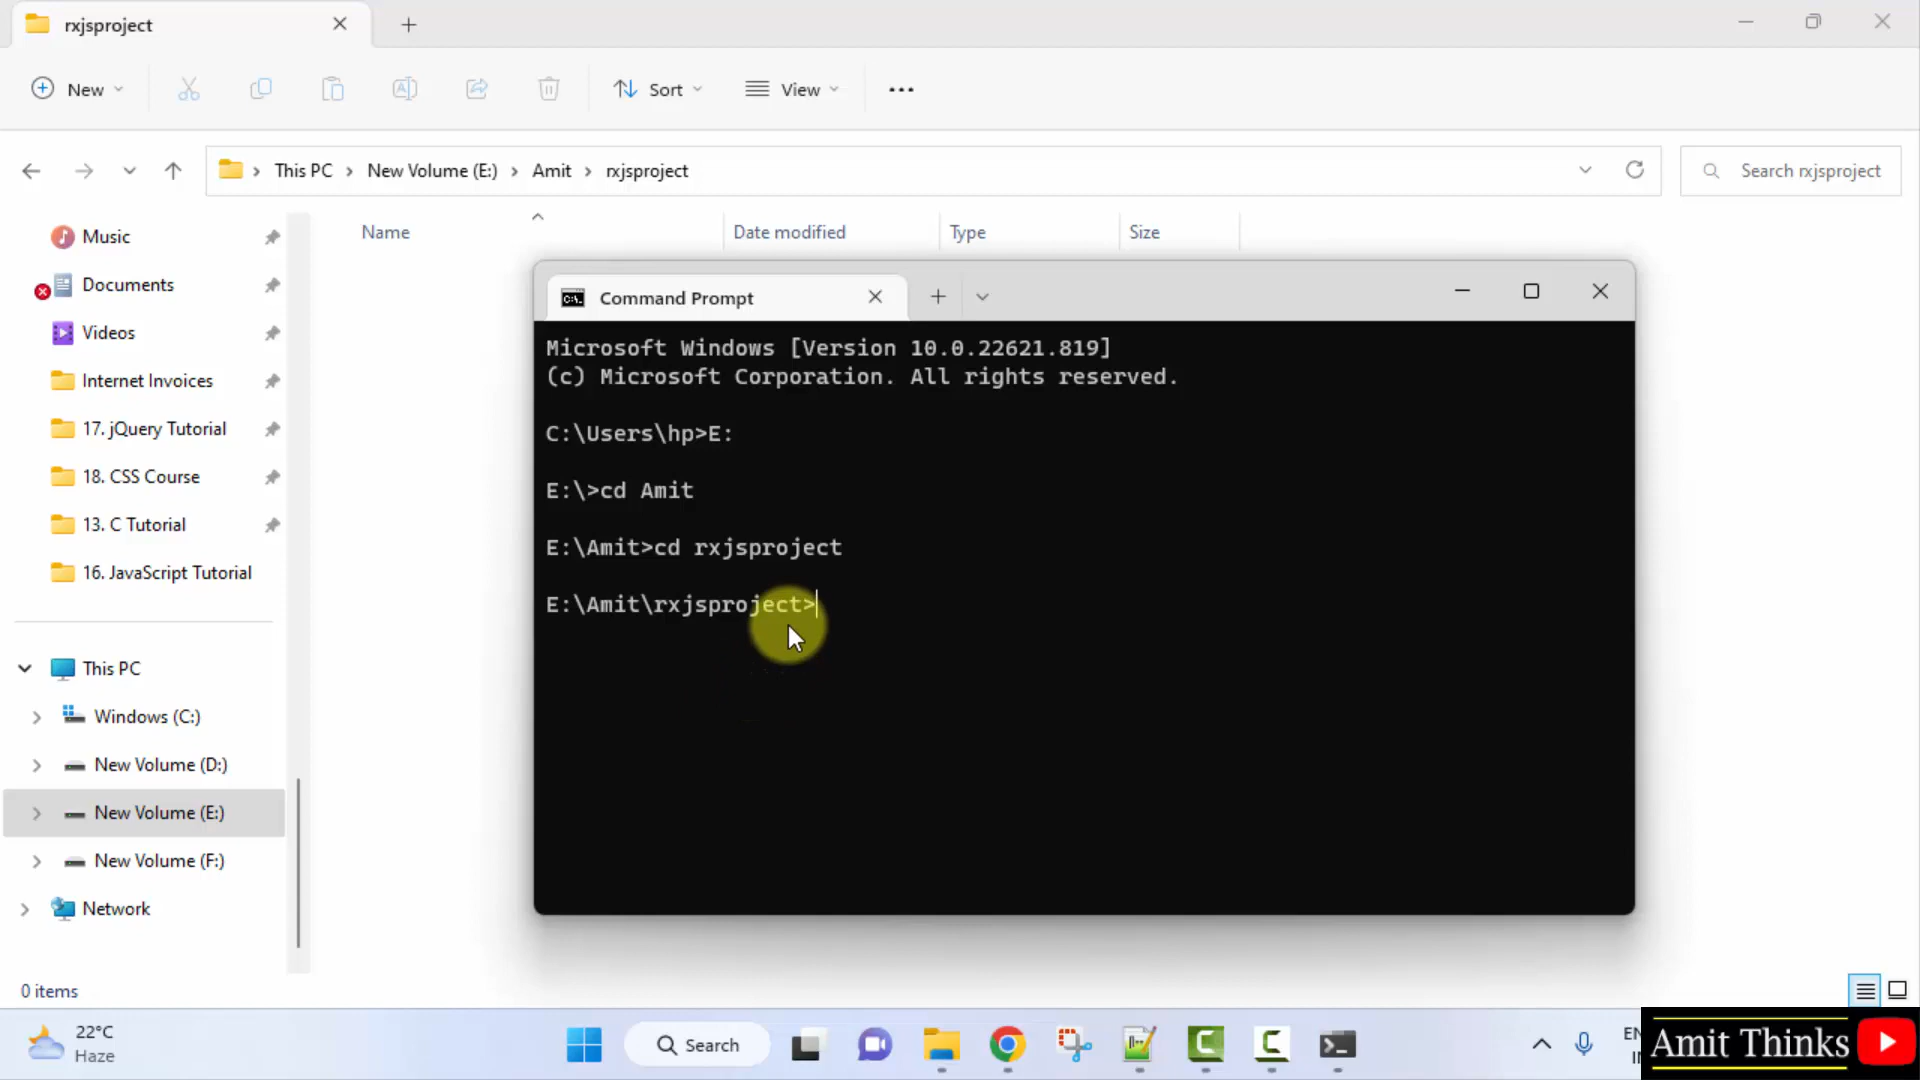 rxjsproject
New
Sort
View
This PC
New Volume (E:)
Amit
rxjsproject
Search rxjsproject
Name
Date modified
Type
Size
Music
Documents
Videos
Internet Invoices
17. jQuery Tutorial
18. CSS Course
13. C Tutorial
16. JavaScript Tutorial
This PC
Windows (C:)
New Volume (D:)
New Volume (E:)
New Volume (F:)
Network
0 items
Command Prompt
Microsoft Windows [Version 10.0.22621.819]
(c) Microsoft Corporation. All rights reserved.
C:\Users\hp>E:
E:\>cd Amit
E:\Amit>cd rxjsproject
E:\Amit\rxjsproject>
22°C
Haze
Search
Amit Thinks